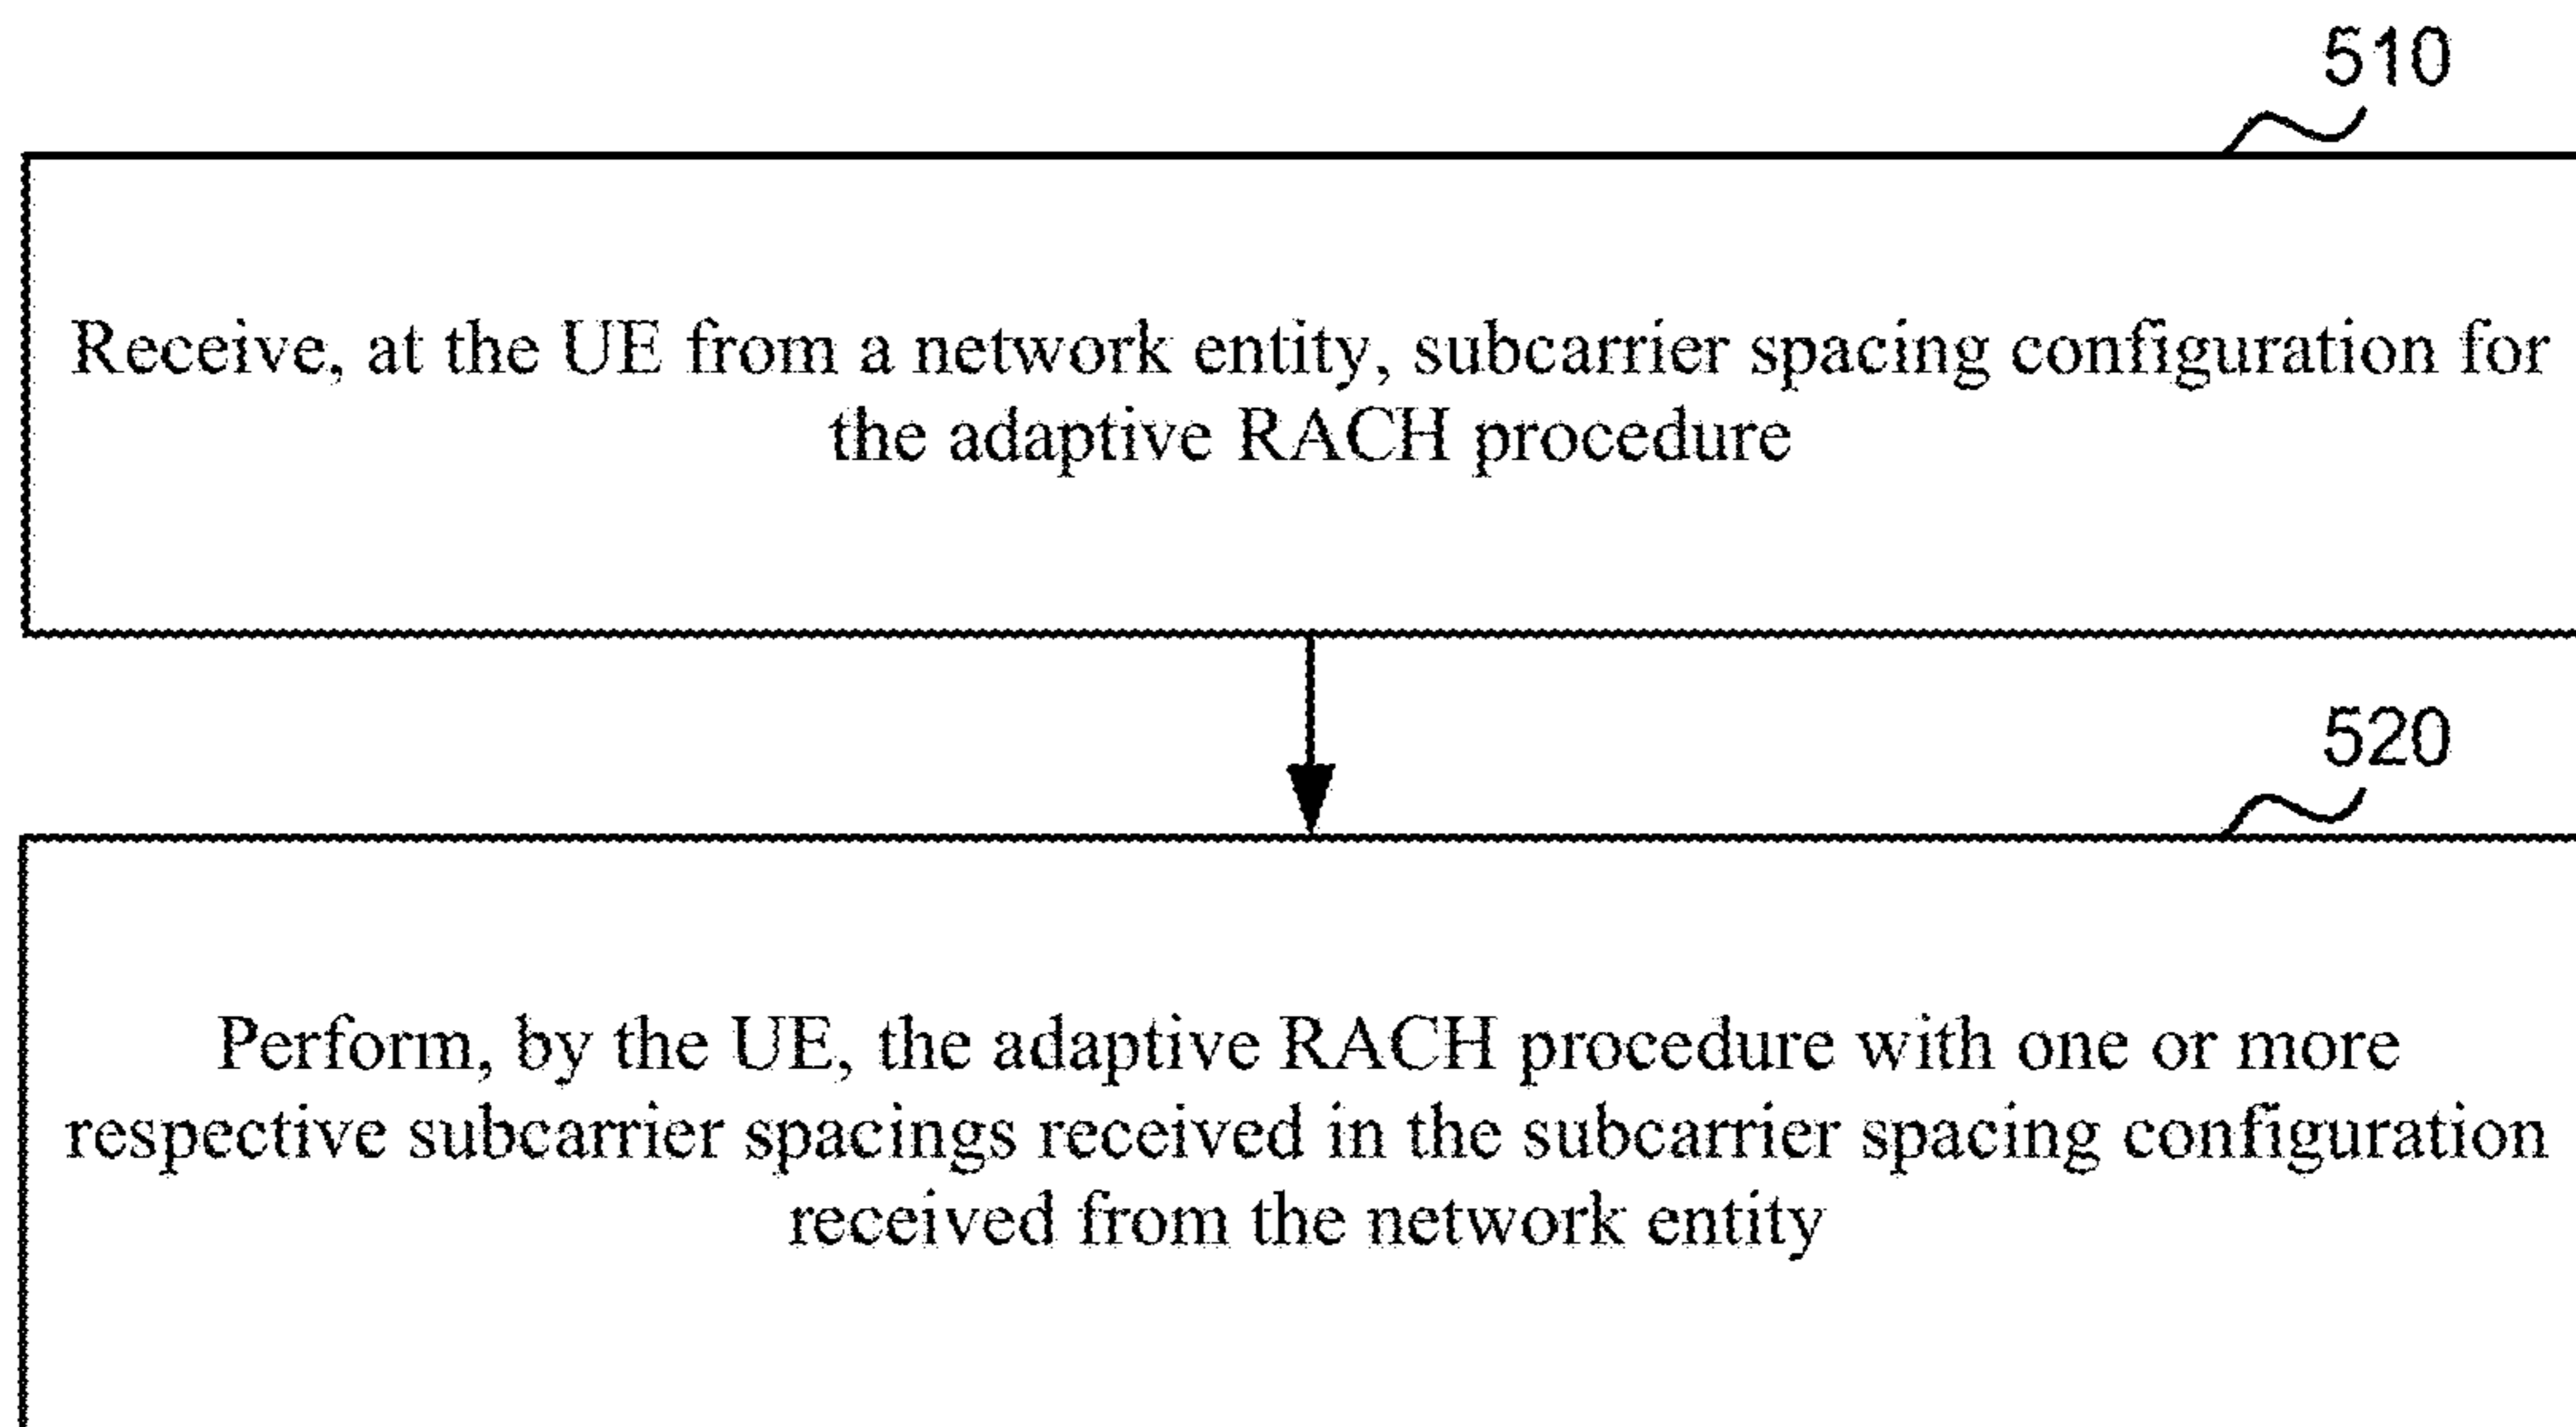 510
Receive, at the UE from a network entity, subcarrier spacing configuration for
the adaptive RACH procedure
520
Perform, by the UE, the adaptive RACH procedure with one or more
respective subcarrier spacings received in the subcarrier spacing configuration
received from the network entity